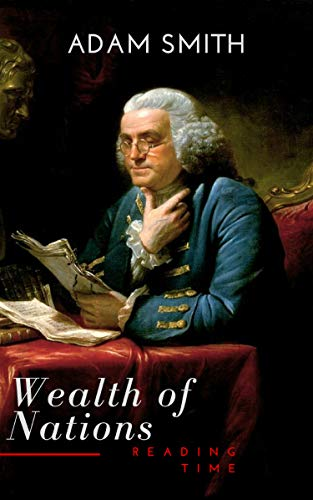 ADAM SMITH
Wealth of
Nations
READING
TIME